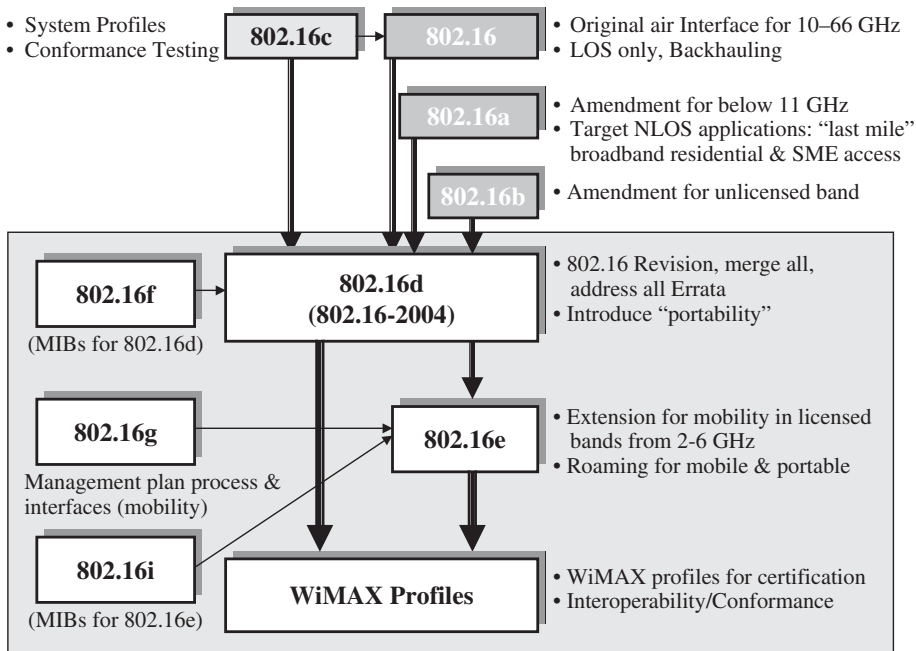 • System Profiles
• Conformance Testing
802.16c
802.16
• Original air Interface for 10–66 GHz
• LOS only, Backhauling
802.16a
• Amendment for below 11 GHz
• Target NLOS applications: “last mile”
broadband residential & SME access
802.16b
• Amendment for unlicensed band
802.16f
(MIBs for 802.16d)
802.16d
(802.16-2004)
• 802.16 Revision, merge all,
address all Errata
• Introduce “portability”
802.16g
Management plan process &
interfaces (mobility)
802.16e
• Extension for mobility in licensed
bands from 2-6 GHz
• Roaming for mobile & portable
802.16i
(MIBs for 802.16e)
WiMAX Profiles
• WiMAX profiles for certification
• Interoperability/Conformance